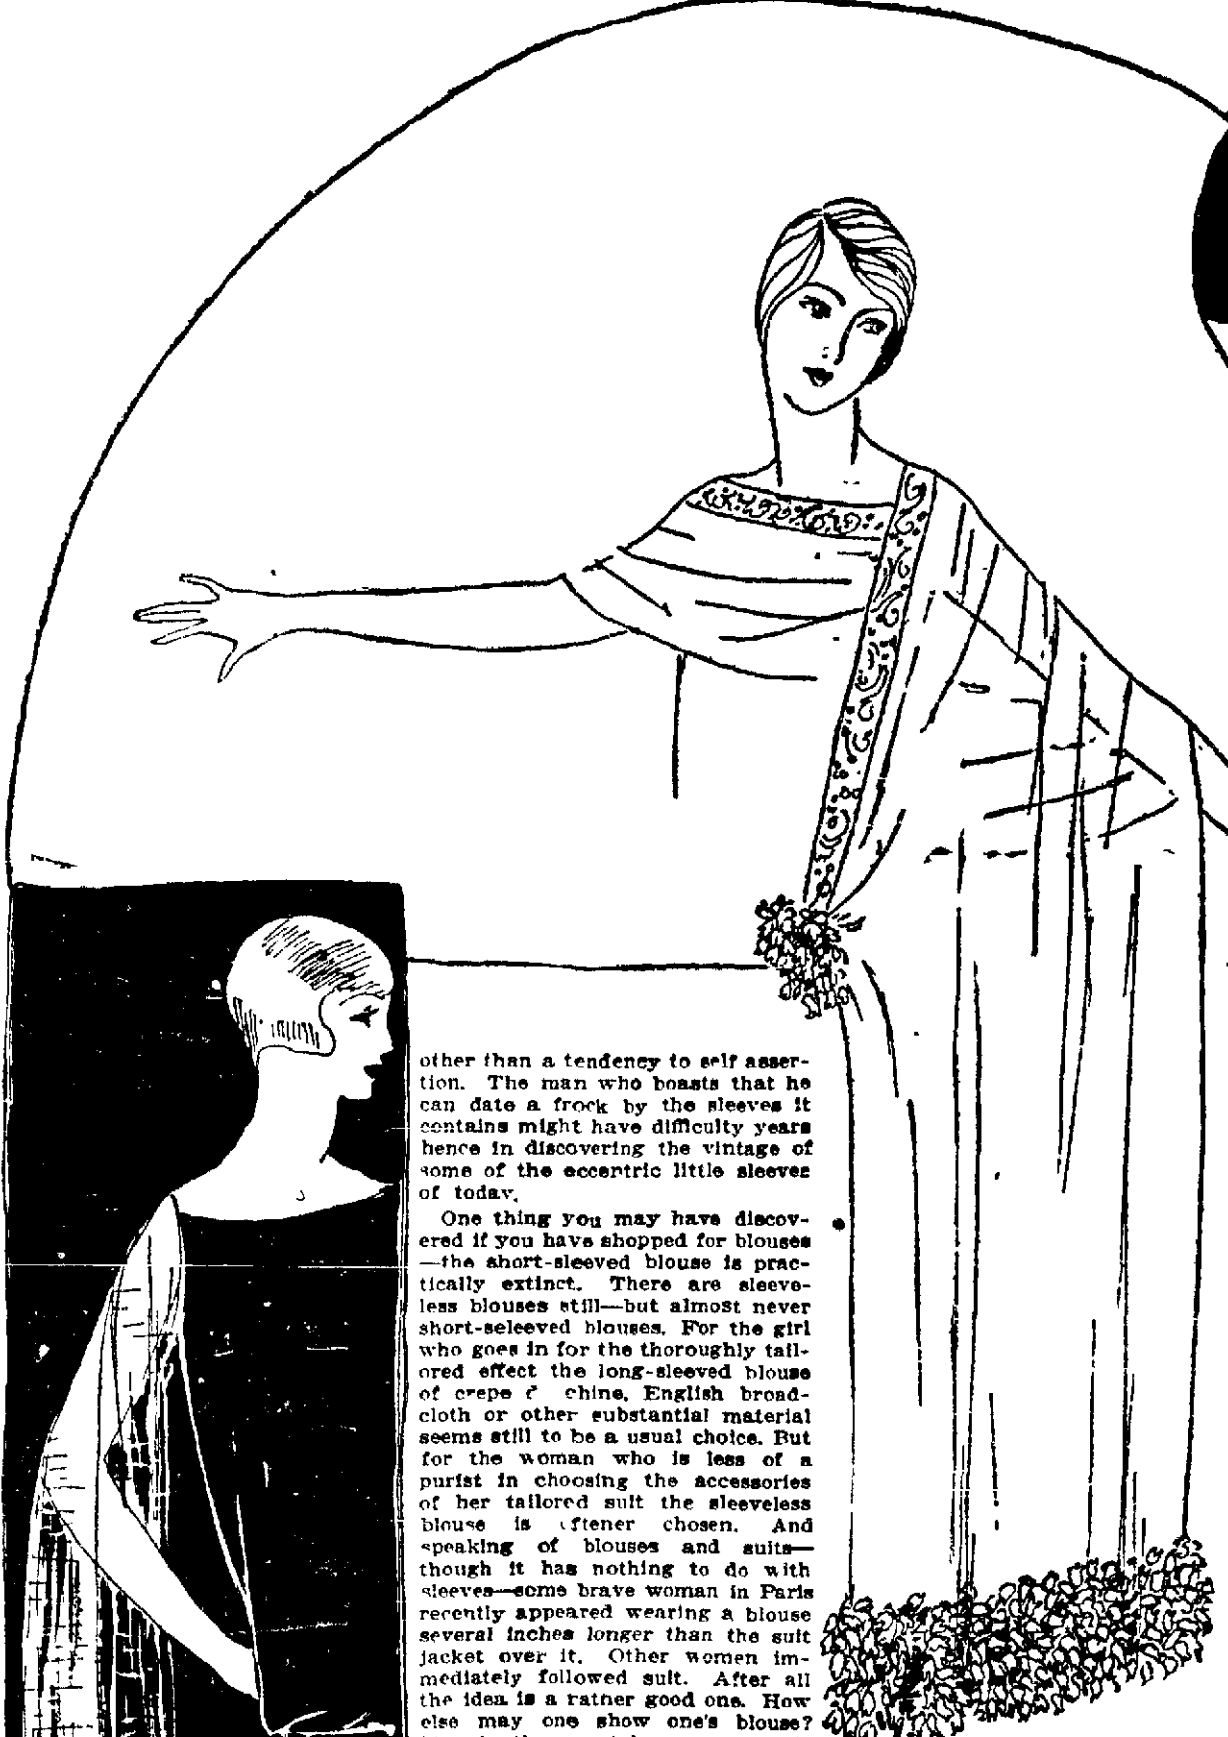 other than a tendency to self asser-
tion. The man who boasts that he
can date a frock by the sleeves it
contains might have difficulty years
hence in discovering the vintage of
some of the eccentric little sleeves
of today.
One thing you may have discov-
ered if you have shopped for blouses
—the short-sleeved blouse is prac-
tically extinct. There are sleeve-
less blouses still—but almost never
short-seleeved blouses. For the girl
who goes in for the thoroughly tail-
ored effect the long-sleeved blouse
of crepe chine, English broad-
cloth or other substantial material
seems still to be a usual choice. But
for the woman who is less of a
purist in choosing the accessories
of her tailored suit the sleeveless
blouse is oftener chosen. And
speaking of blouses and suits—
though it has nothing to do with
sleeves—some brave woman in Paris
recently appeared wearing a blouse
several inches longer than the suit
jacket over it. Other women im-
mediately followed suit. After all
the idea is a rather good one. How
else may one show one's blouse?